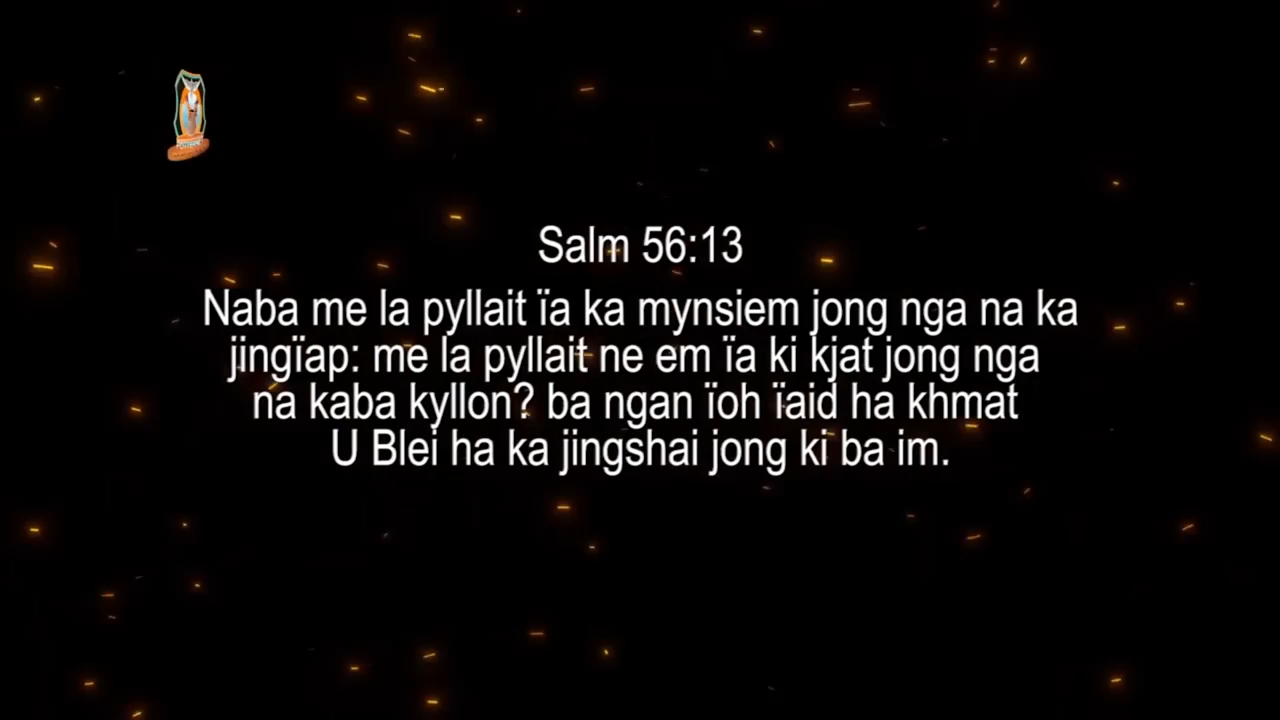 Salm 56:13
Naba me la pyllait ïa ka mynsiem jong nga na ka
jingïap: me la pyllait ne em ïa ki kjat jong nga
na kaba kyllon? ba ngan ïoh ïaid ha khmat
U Blei ha ka jingshai jong ki ba im.